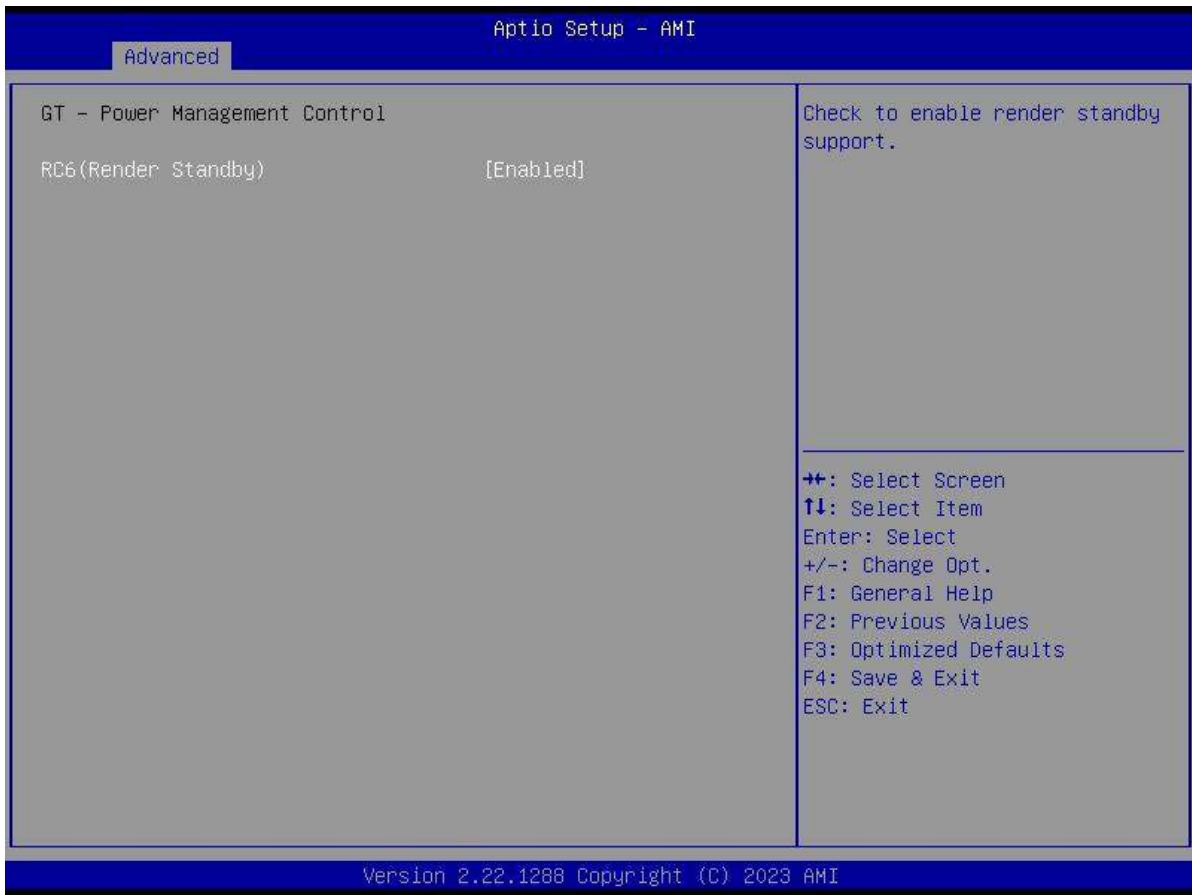 Aptio Setup – AMI
Advanced
GT – Power Management Control
RC6(Render Standby) [Enabled]
Check to enable render standby
support.
→←: Select Screen
↑↓: Select Item
Enter: Select
+/-: Change Opt.
F1: General Help
F2: Previous Values
F3: Optimized Defaults
F4: Save & Exit
ESC: Exit
Version 2.22.1288 Copyright (C) 2023 AMI